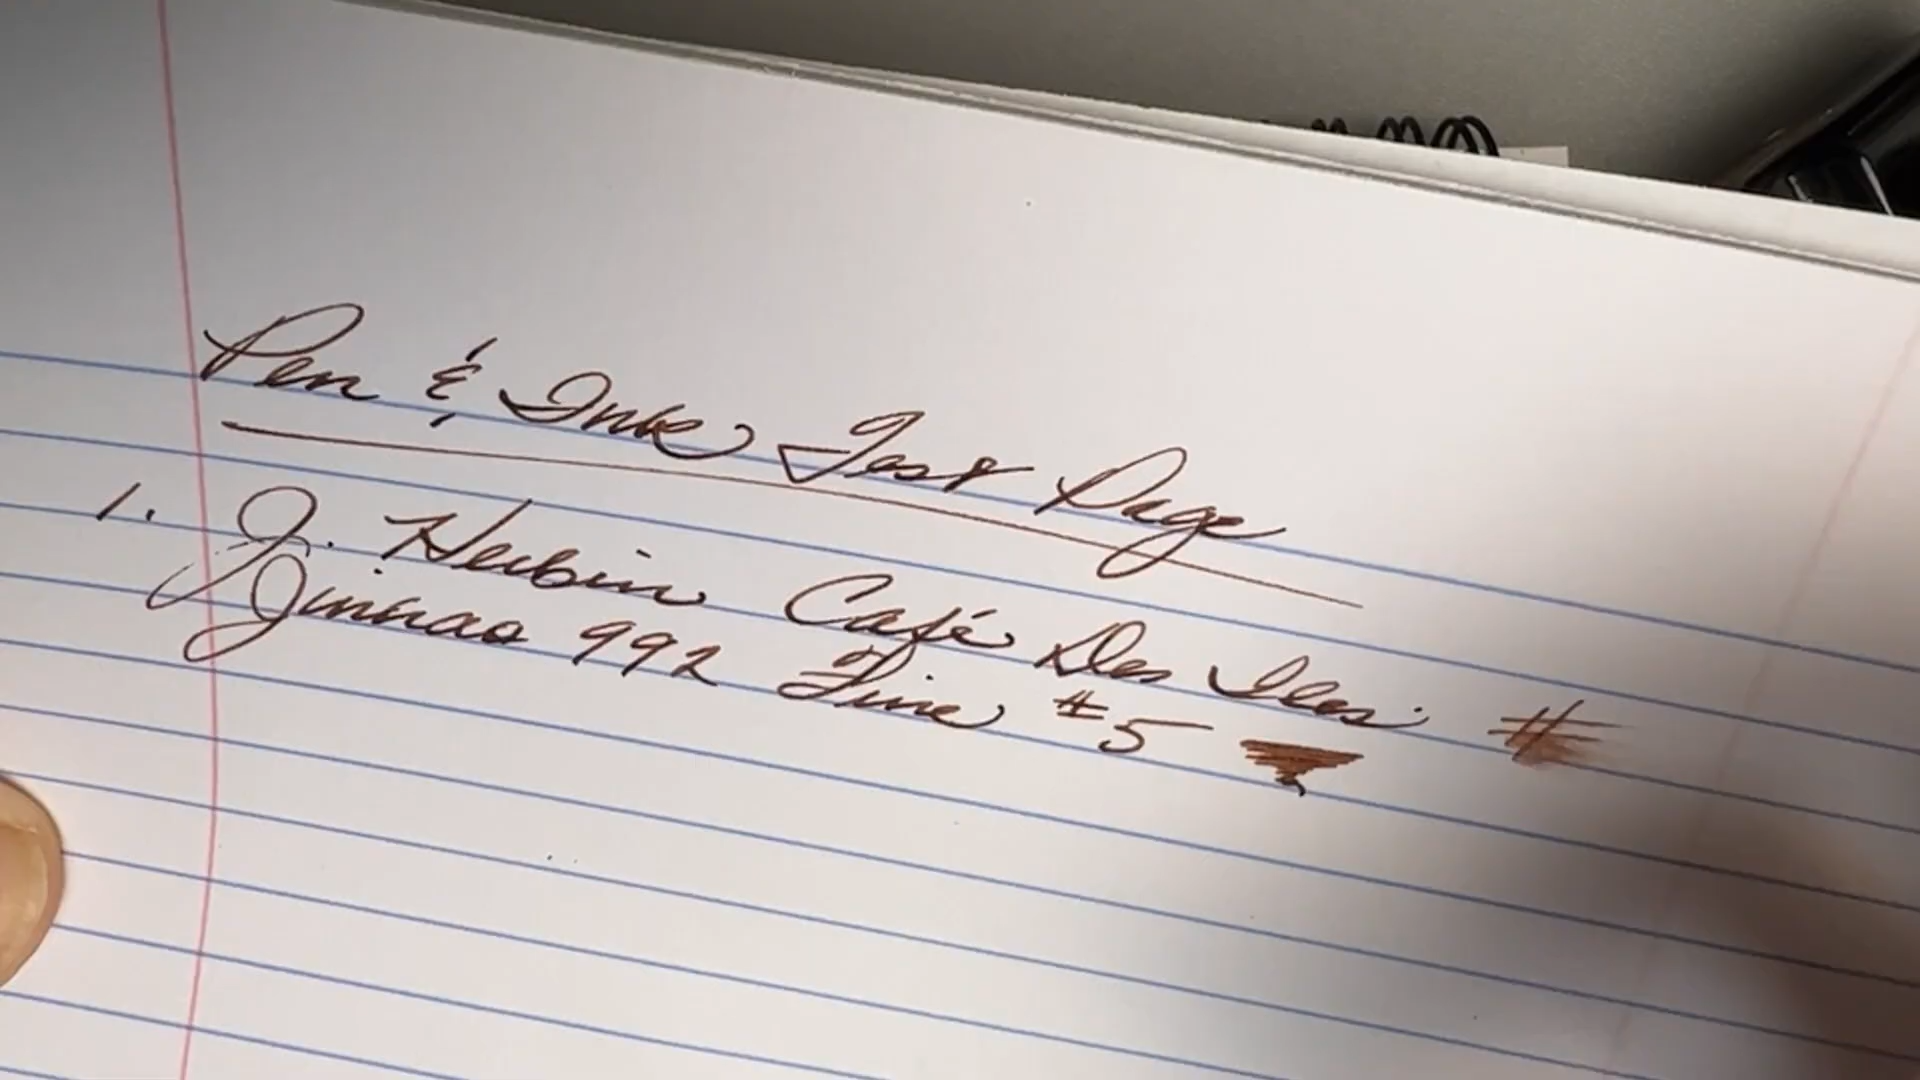 Pen & Ink Test Page
1. J. Herbin Café Des Iles.
Jinhao 992 Fine #5